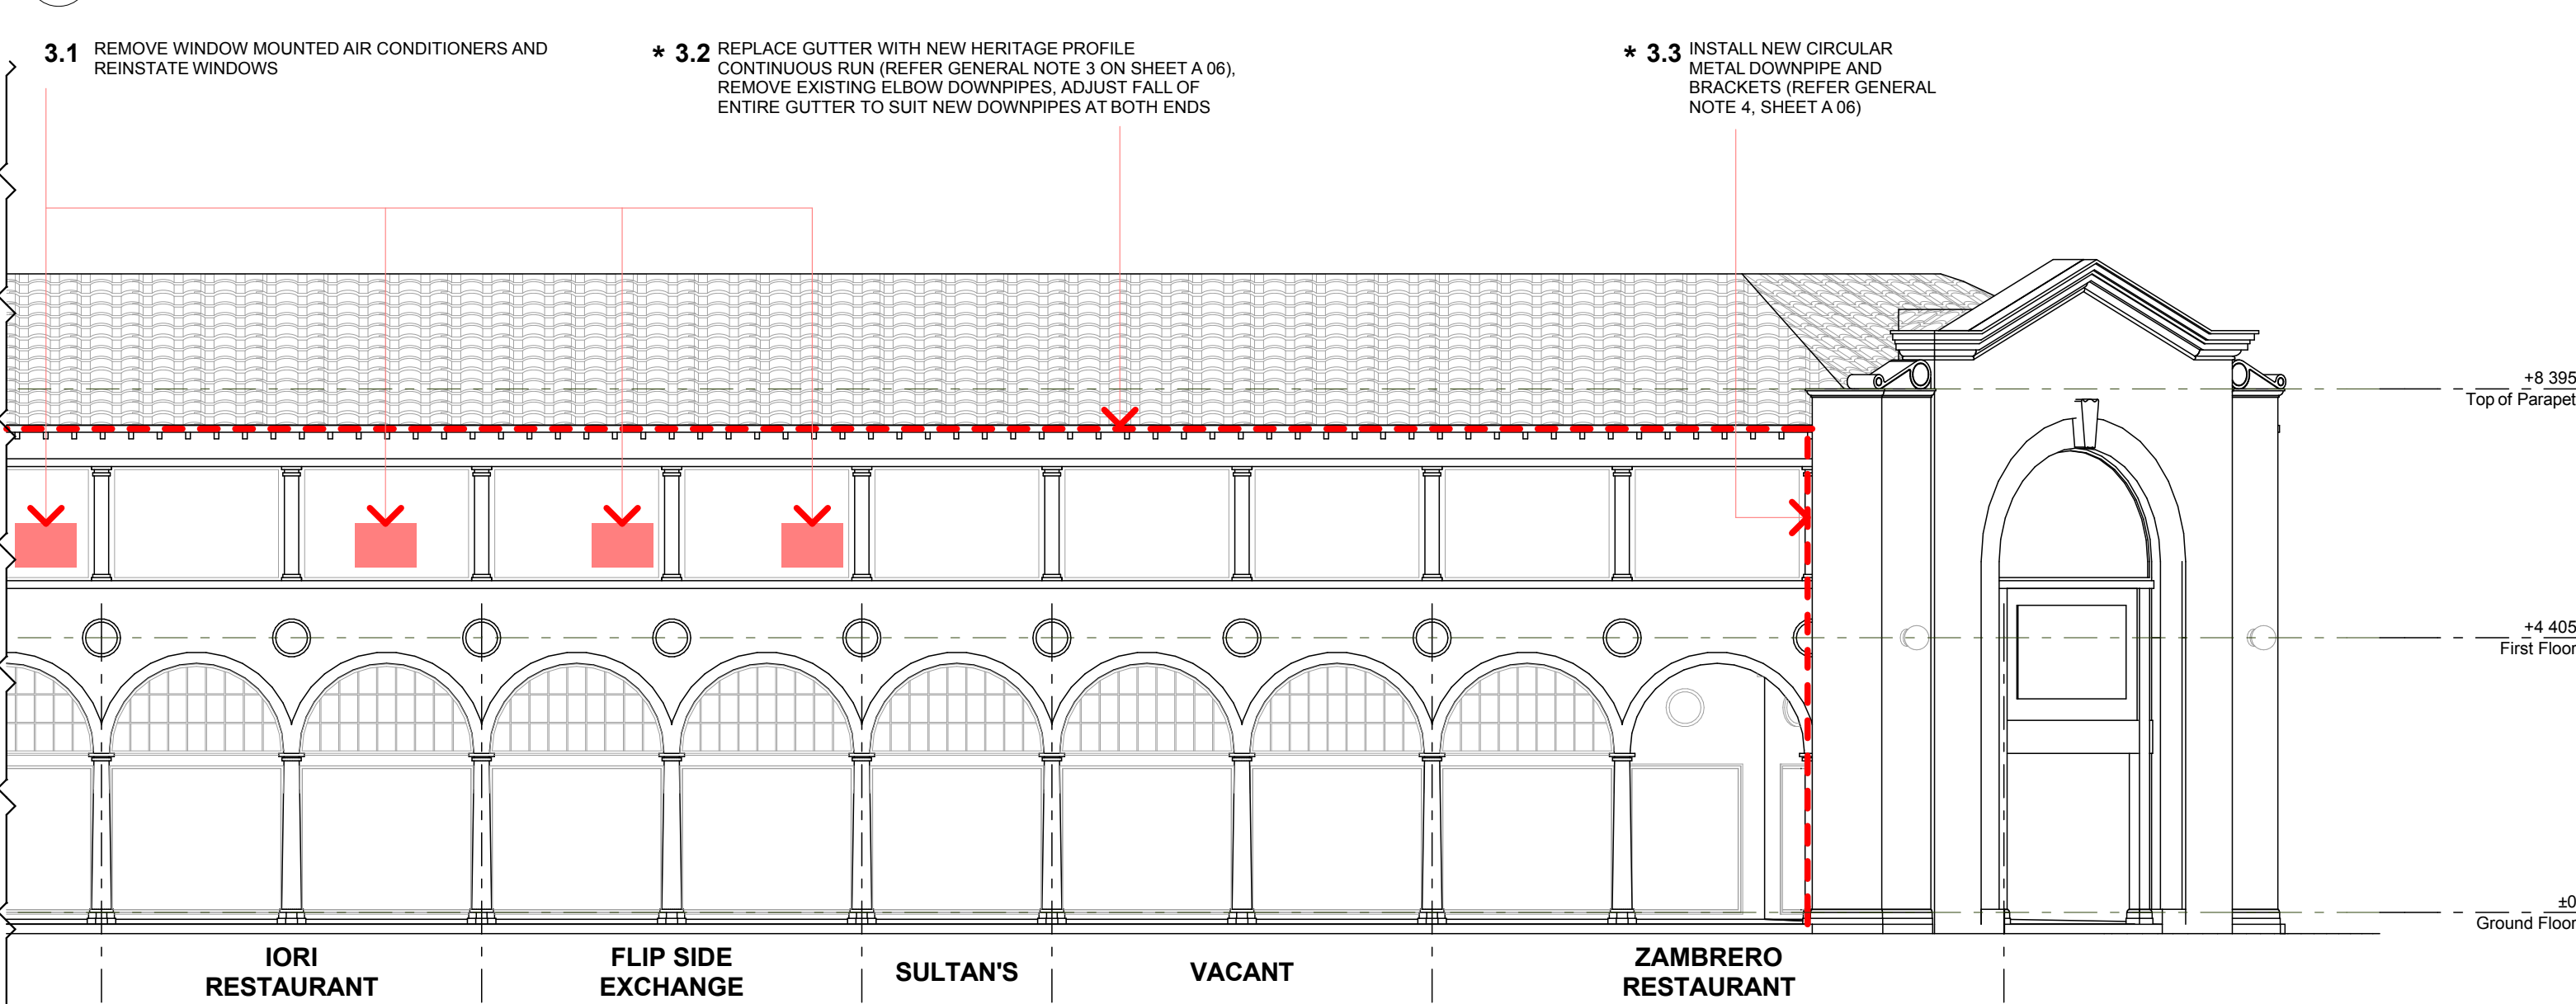 3.1 REMOVE WINDOW MOUNTED AIR CONDITIONERS AND
REINSTATE WINDOWS
* 3.2 REPLACE GUTTER WITH NEW HERITAGE PROFILE
CONTINUOUS RUN (REFER GENERAL NOTE 3 ON SHEET A 06),
REMOVE EXISTING ELBOW DOWNPIPES, ADJUST FALL OF
ENTIRE GUTTER TO SUIT NEW DOWNPIPES AT BOTH ENDS
* 3.3 INSTALL NEW CIRCULAR
METAL DOWNPIPE AND
BRACKETS (REFER GENERAL
NOTE 4, SHEET A 06)
+8 395
Top of Parapet
+4 405
First Floor
±0
Ground Floor
IORI
RESTAURANT
FLIP SIDE
EXCHANGE
SULTAN'S
VACANT
ZAMBRERO
RESTAURANT